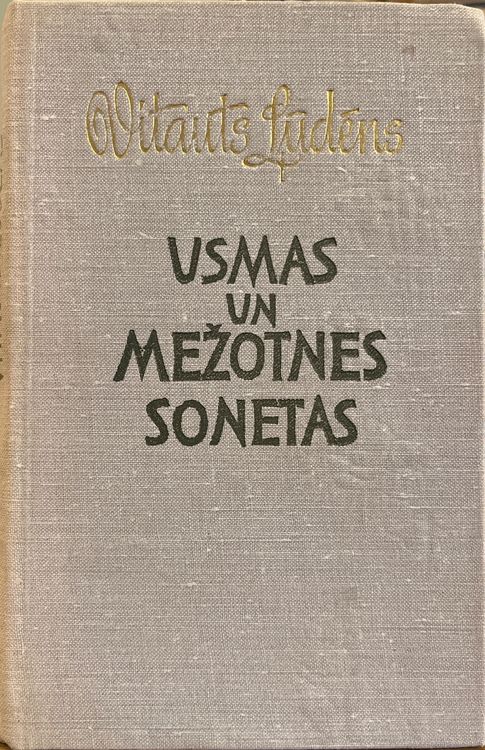 Vitauts Ļūdēns
USMAS
UN
MEŽOTNES
SONETAS